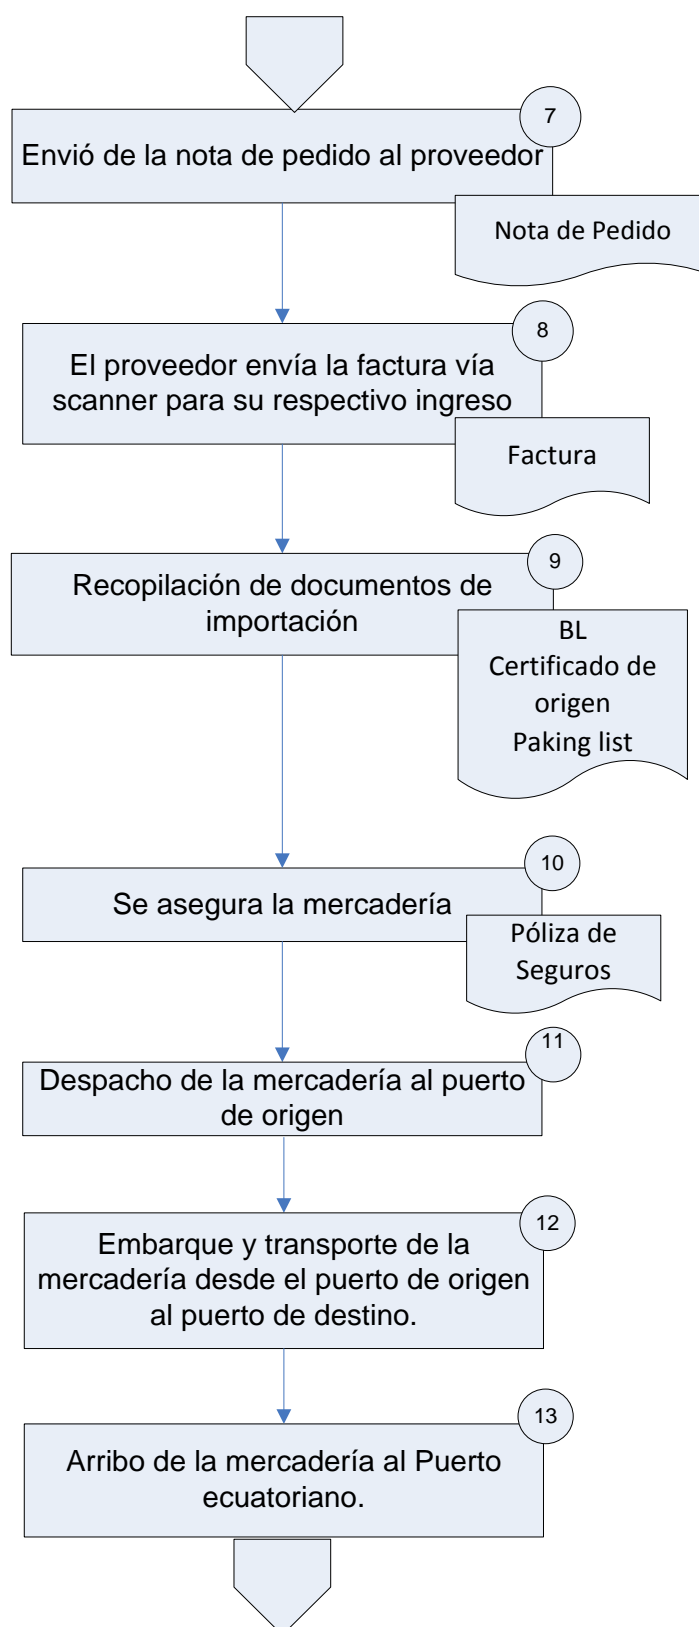 7
Envió de la nota de pedido al proveedor
Nota de Pedido
8
El proveedor envía la factura vía
scanner para su respectivo ingreso
Factura
9
Recopilación de documentos de
importación
BL
Certificado de
origen
Paking list
10
Se asegura la mercadería
Póliza de
Seguros
11
Despacho de la mercadería al puerto
de origen
12
Embarque y transporte de la
mercadería desde el puerto de origen
al puerto de destino.
13
Arribo de la mercadería al Puerto
ecuatoriano.